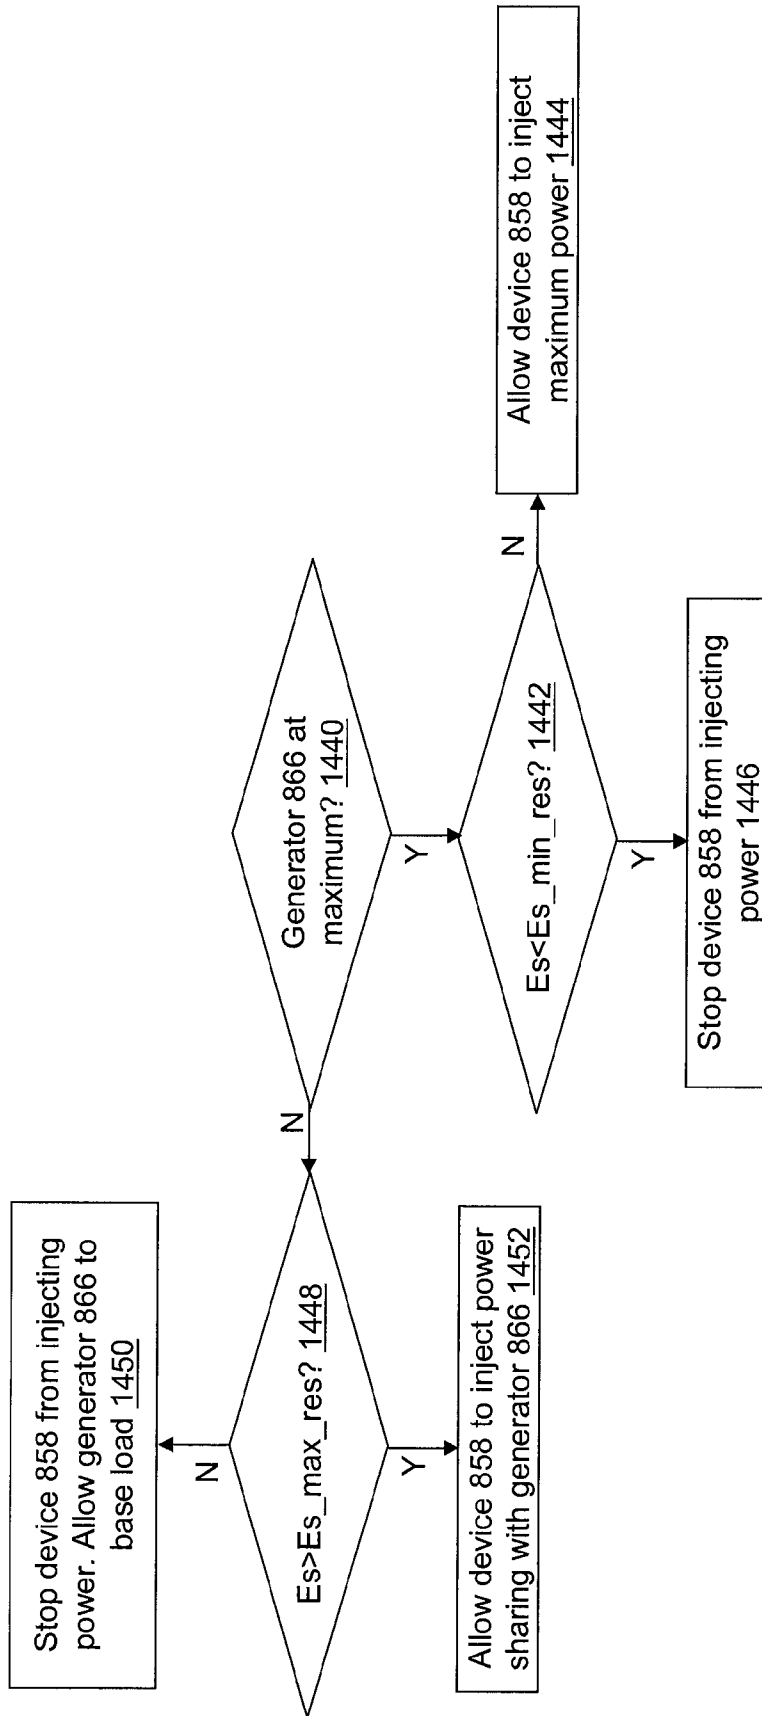 Stop device 858 from injecting
power. Allow generator 866 to
base load 1450
N
Es>Es_max_res? 1448
Y
Allow device 858 to inject power
sharing with generator 866 1452
N
Generator 866 at
maximum? 1440
Y
Es<Es_min_res? 1442
N
Allow device 858 to inject
maximum power 1444
Y
Stop device 858 from injecting
power 1446